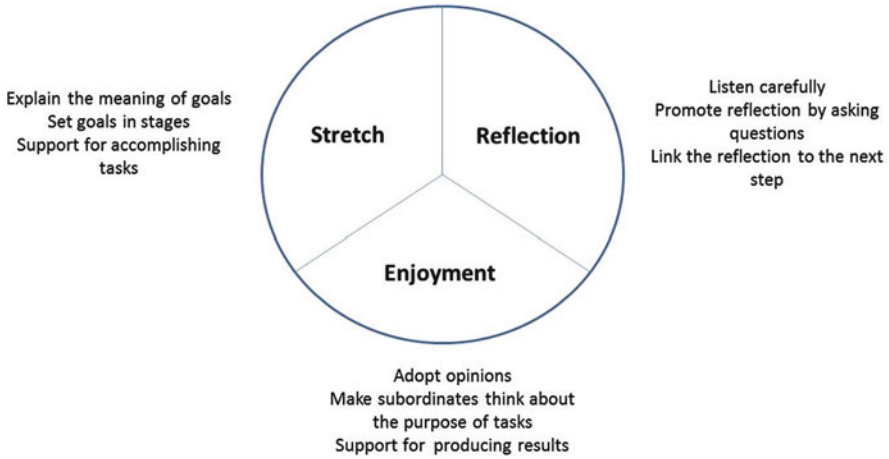 Explain the meaning of goals
Set goals in stages
Support for accomplishing
tasks
Stretch
Reflection
Listen carefully
Promote reflection by asking
questions
Link the reflection to the next
step
Enjoyment
Adopt opinions
Make subordinates think about
the purpose of tasks
Support for producing results